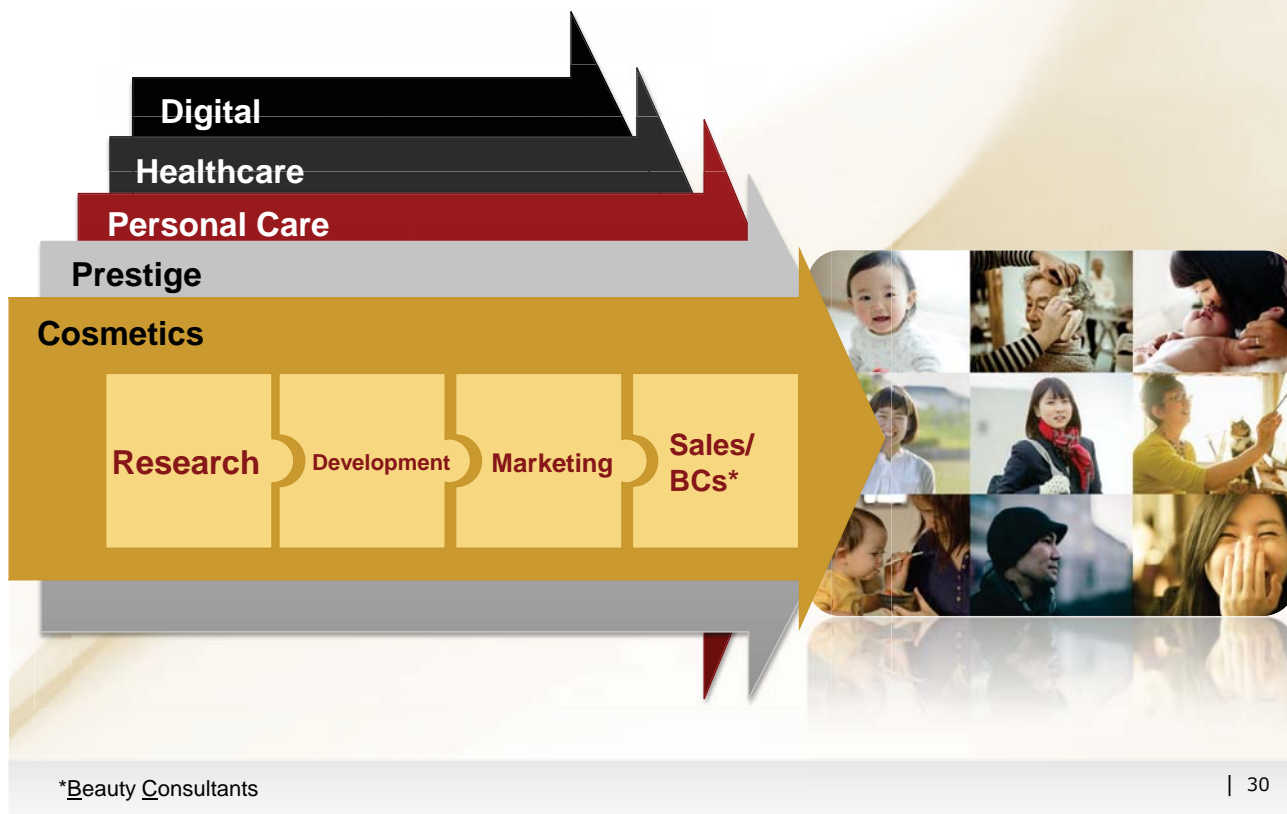 Digital
Healthcare
Personal Care
Prestige
Cosmetics
Research
Development
Marketing
Sales/
BCs*
*Beauty Consultants
| 30